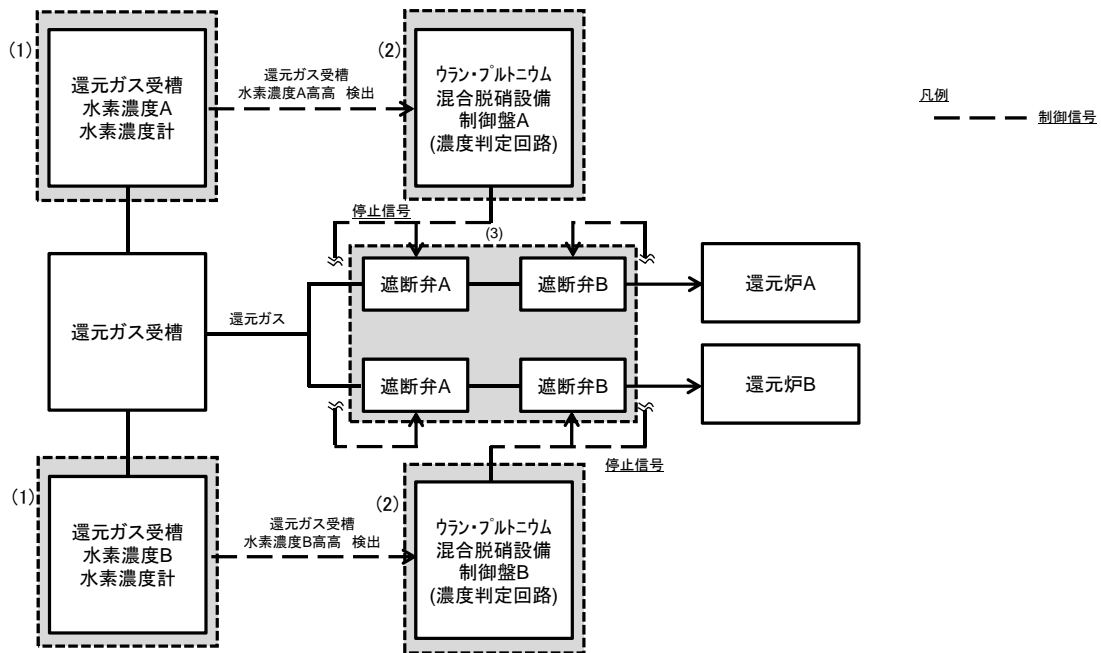 (1)
還元ガス受槽
水素濃度A
水素濃度計
還元ガス受槽
水素濃度A高高 検出
(2)
ウラン・プルトニウム
混合脱硝設備
制御盤A
(濃度判定回路)
凡例
制御信号
停止信号
(3)
遮断弁A
遮断弁B
還元炉A
還元ガス受槽
還元ガス
遮断弁A
遮断弁B
還元炉B
停止信号
(1)
還元ガス受槽
水素濃度B
水素濃度計
還元ガス受槽
水素濃度B高高 検出
(2)
ウラン・プルトニウム
混合脱硝設備
制御盤B
(濃度判定回路)